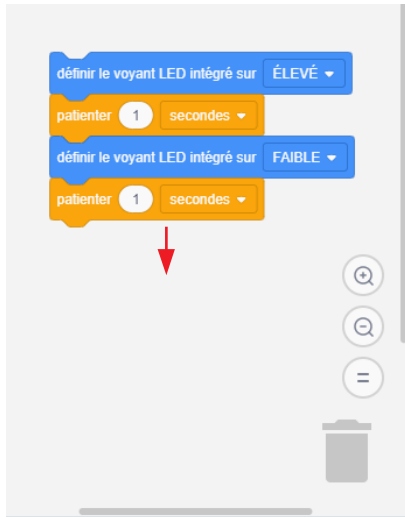 définir le voyant LED intégré sur ÉLEVÉ
patienter 1 secondes
définir le voyant LED intégré sur FAIBLE
patienter 1 secondes